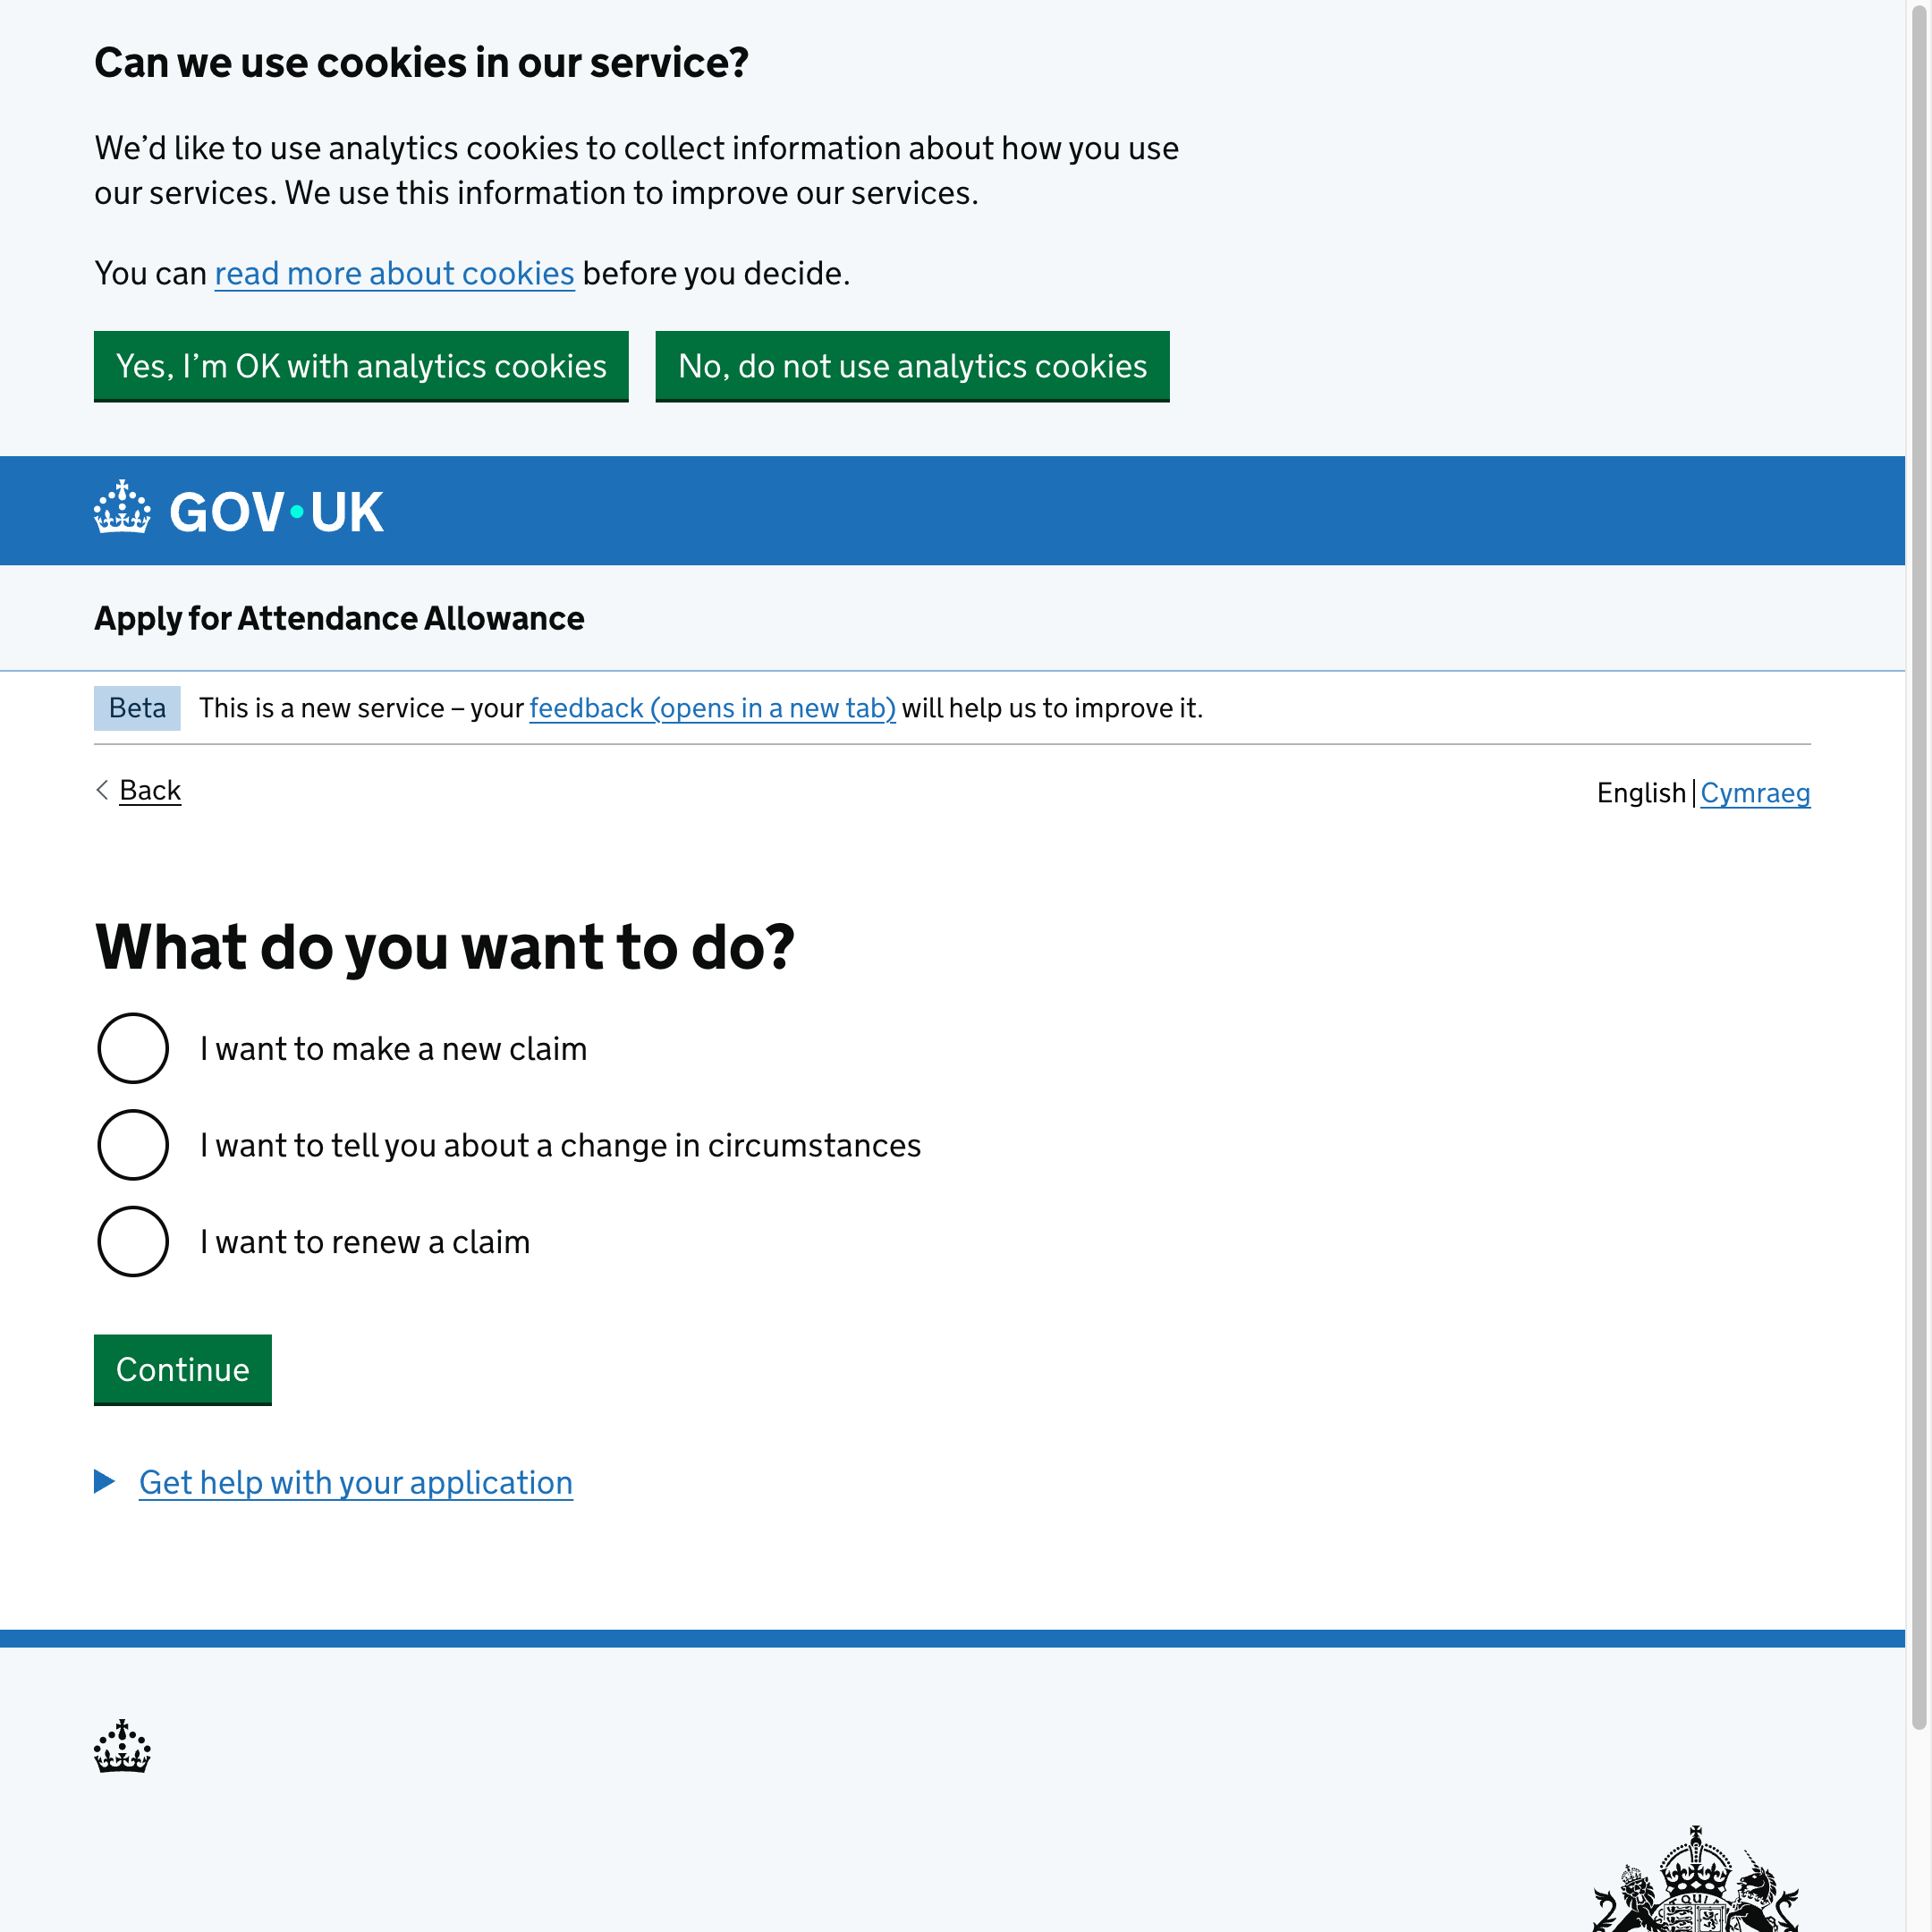 Can we use cookies in our service?
We’d like to use analytics cookies to collect information about how you use
our services. We use this information to improve our services.
You can read more about cookies before you decide.
Yes, I’m OK with analytics cookies
No, do not use analytics cookies
GOV·UK
Apply for Attendance Allowance
Beta
This is a new service – your feedback (opens in a new tab) will help us to improve it.
Back
English | Cymraeg
What do you want to do?
I want to make a new claim
I want to tell you about a change in circumstances
I want to renew a claim
Continue
Get help with your application